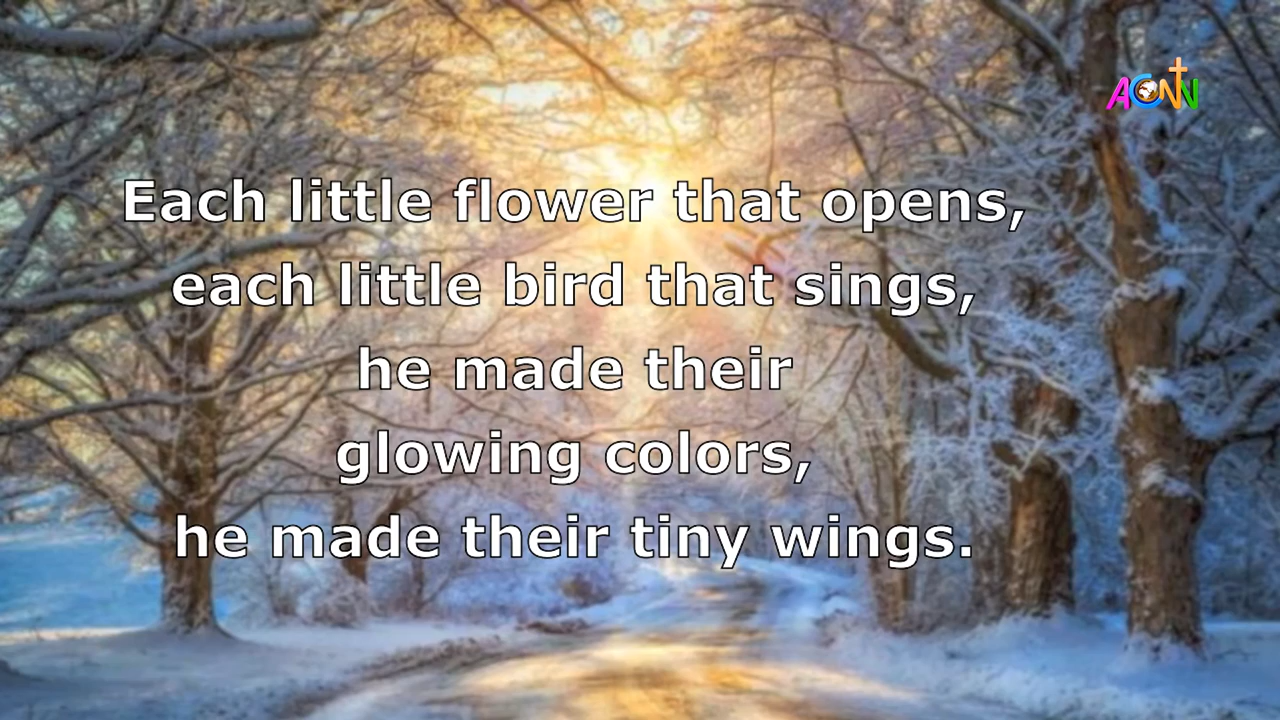 ACNN
Each little flower that opens,
each little bird that sings,
he made their
glowing colors,
he made their tiny wings.